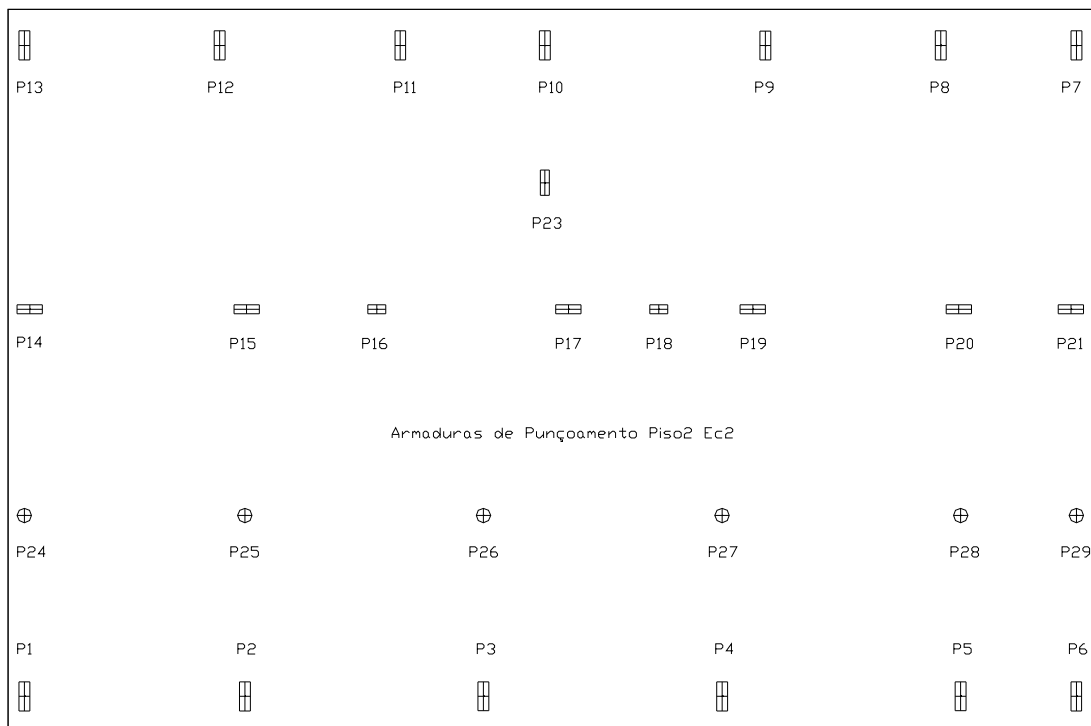 P13 P12 P11 P10 P9 P8 P7
P23
P14 P15 P16 P17 P18 P19 P20 P21
Armaduras de Punçoamento Piso2 Ec2
P24 P25 P26 P27 P28 P29
P1 P2 P3 P4 P5 P6